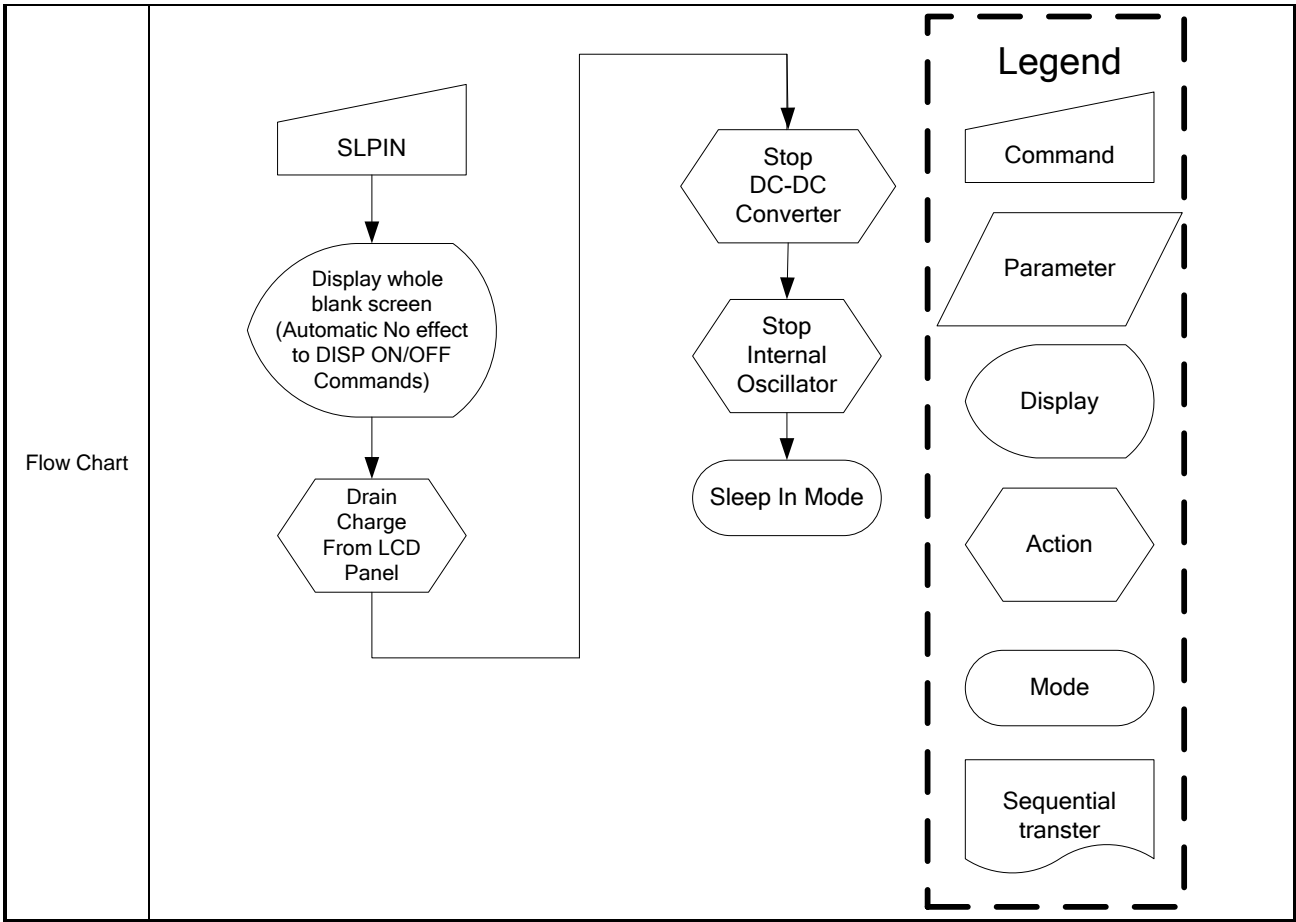 Flow Chart
SLPIN
Display whole
blank screen
(Automatic No effect
to DISP ON/OFF
Commands)
Drain
Charge
From LCD
Panel
Stop
DC-DC
Converter
Stop
Internal
Oscillator
Sleep In Mode
Legend
Command
Parameter
Display
Action
Mode
Sequential
transter